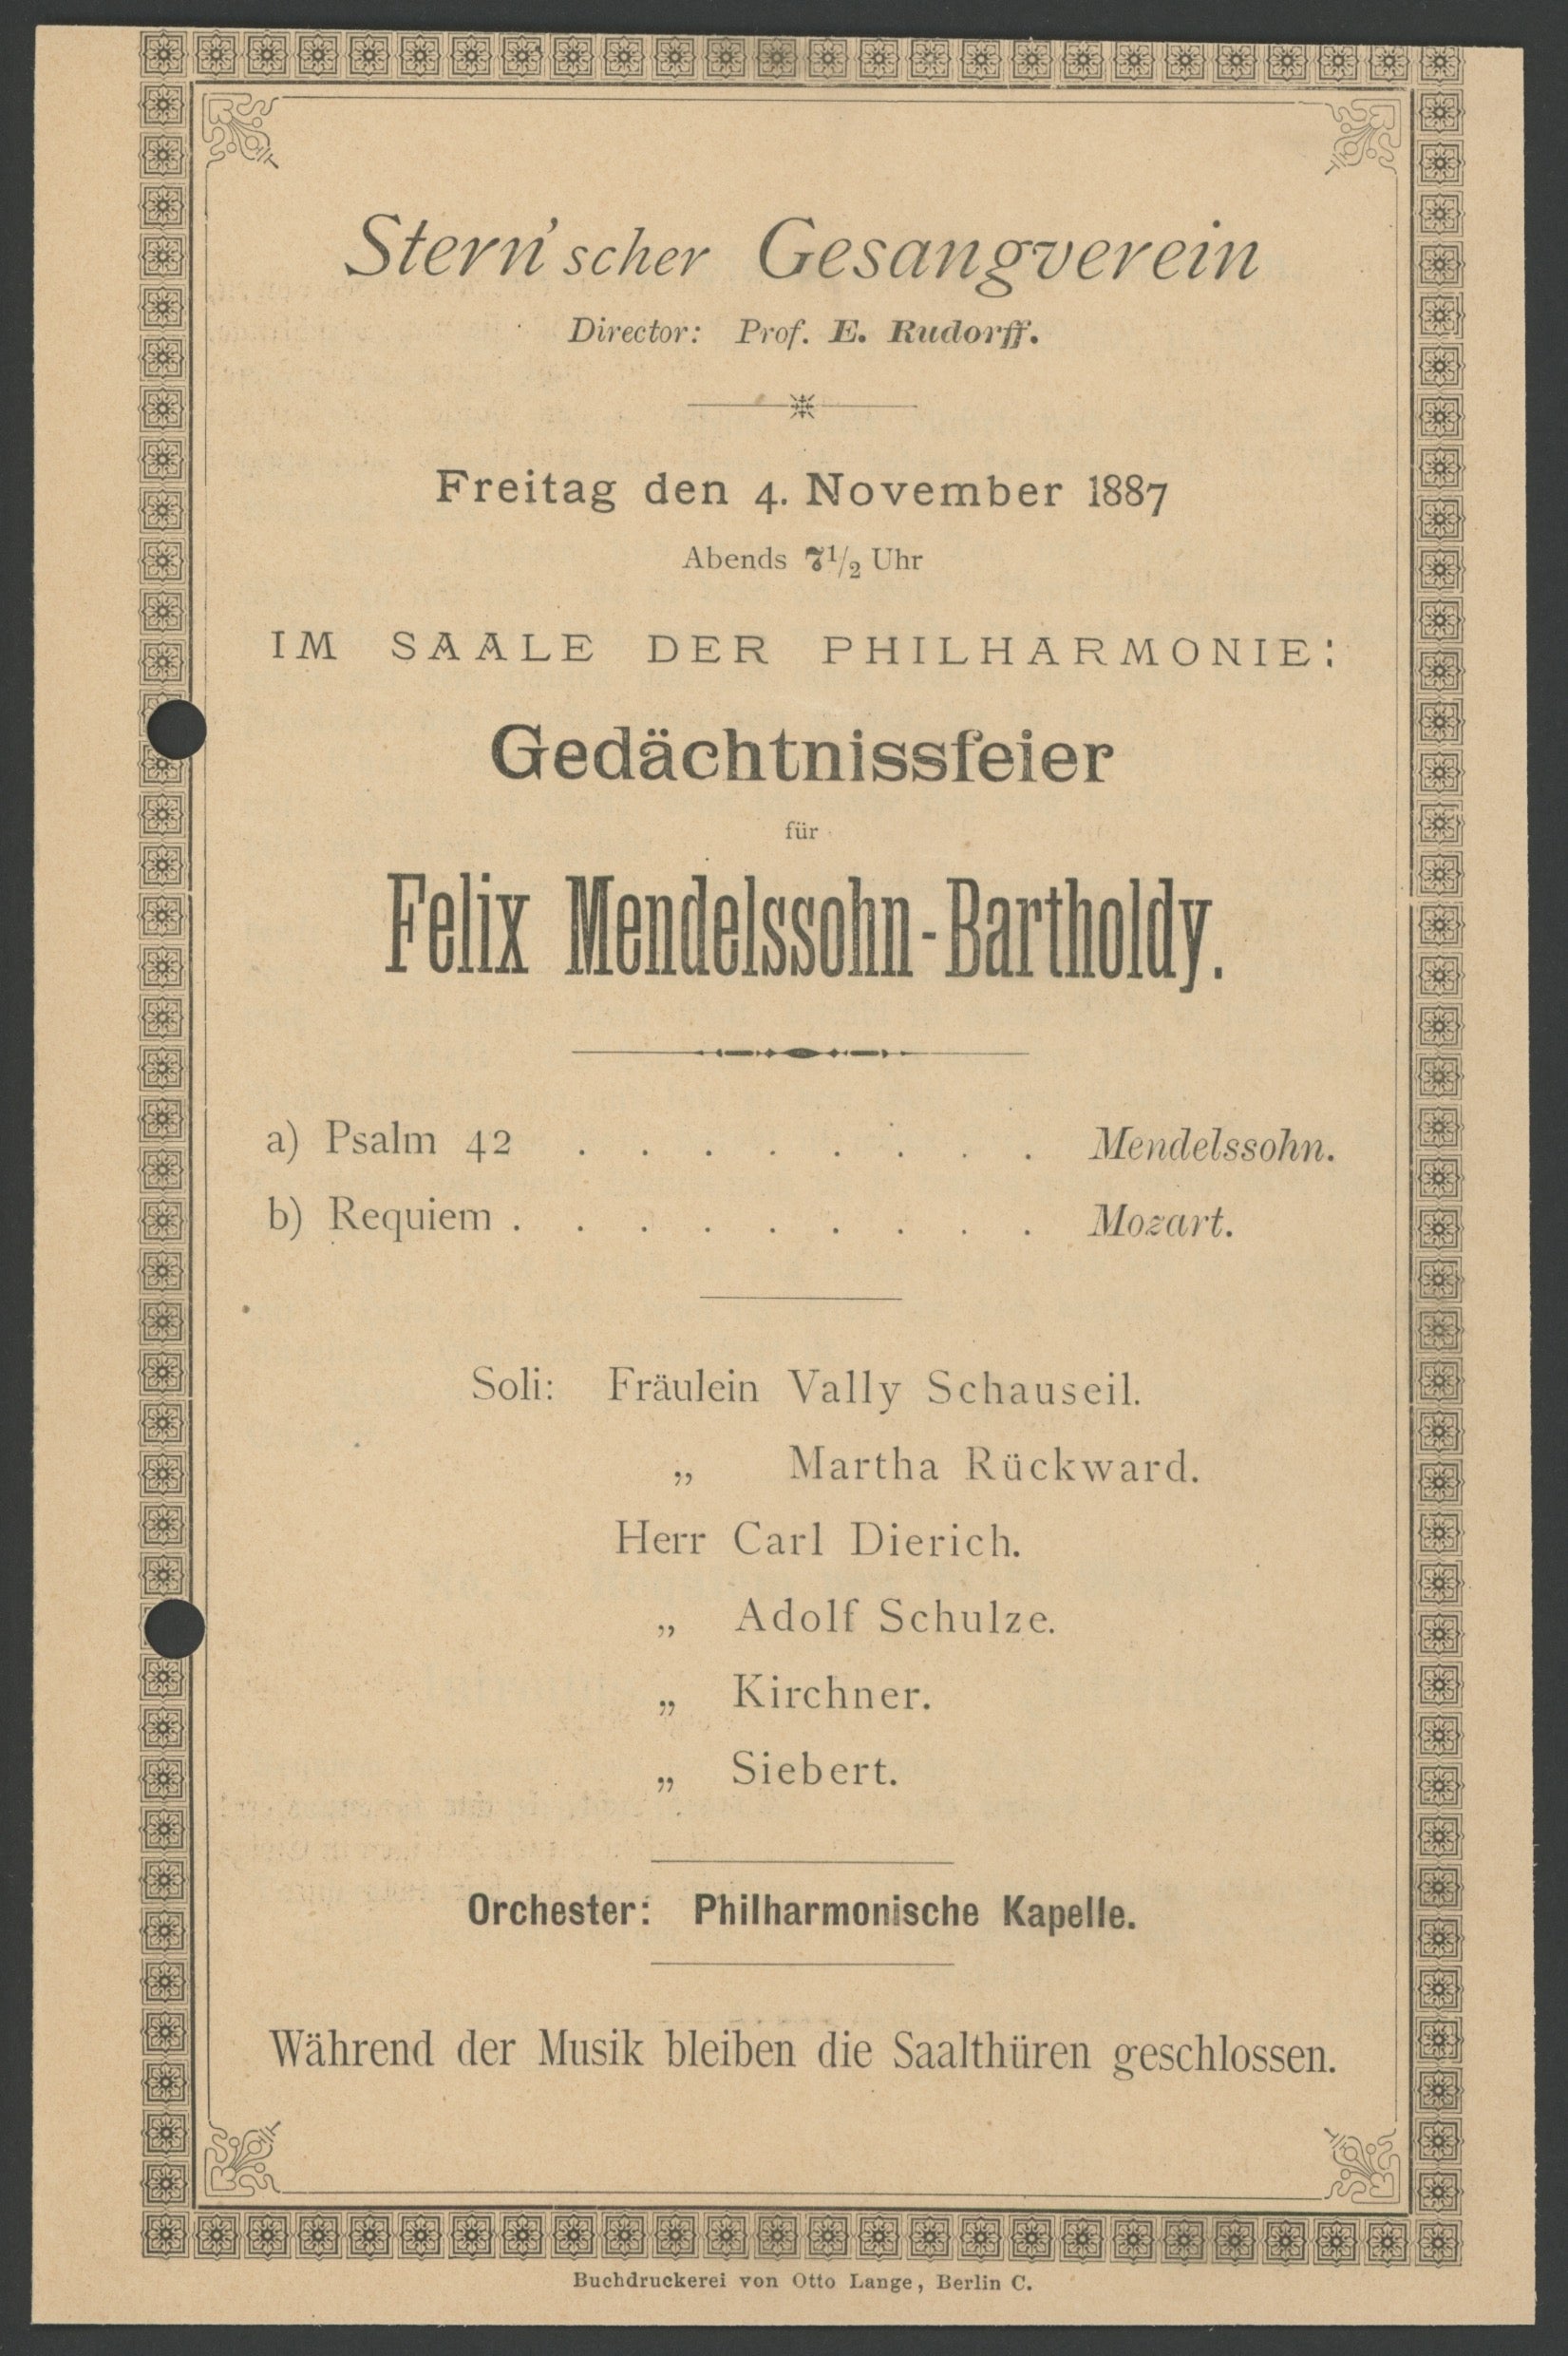 Stern'scher Gesangverein
Director: Prof. E. Rudorff.
Freitag den 4. November 1887
Abends 7 1/2 Uhr
IM SAALE DER PHILHARMONIE:
Gedächtnissfeier
für
Felix Mendelssohn-Bartholdy.
a) Psalm 42 . . . . . . . . Mendelssohn.
b) Requiem . . . . . . . . . Mozart.
Soli: Fräulein Vally Schauseil.
„ Martha Rückward.
Herr Carl Dierich.
„ Adolf Schulze.
„ Kirchner.
„ Siebert.
Orchester: Philharmonische Kapelle.
Während der Musik bleiben die Saalthüren geschlossen.
Buchdruckerei von Otto Lange, Berlin C.